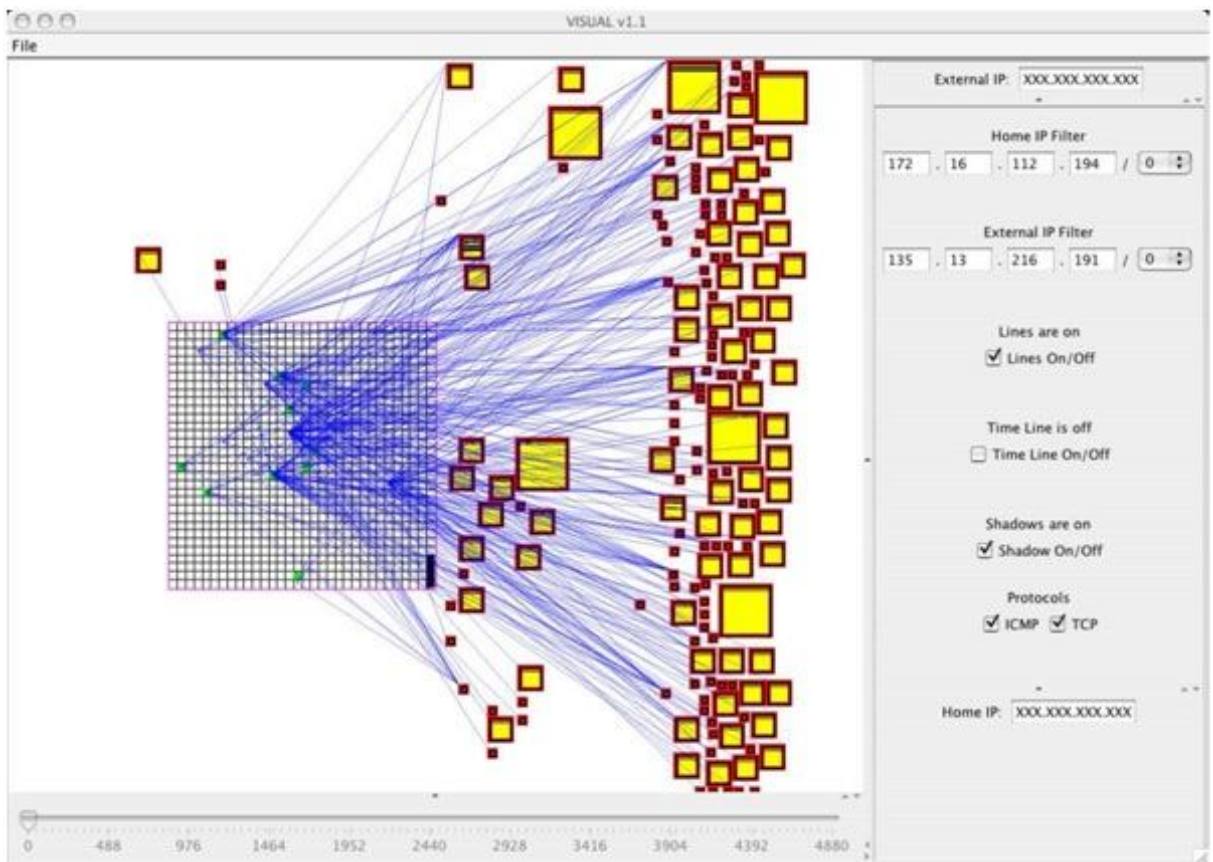 VISUAL v1.1
File
External IP: XXX.XXX.XXX.XXX
Home IP Filter
172 . 16 . 112 . 194 / 0
External IP Filter
135 . 13 . 216 . 191 / 0
Lines are on
Lines On/Off
Time Line is off
Time Line On/Off
Shadows are on
Shadow On/Off
Protocols
ICMP TCP
Home IP: XXX.XXX.XXX.XXX
0 488 976 1464 1952 2440 2928 3416 3904 4392 4880